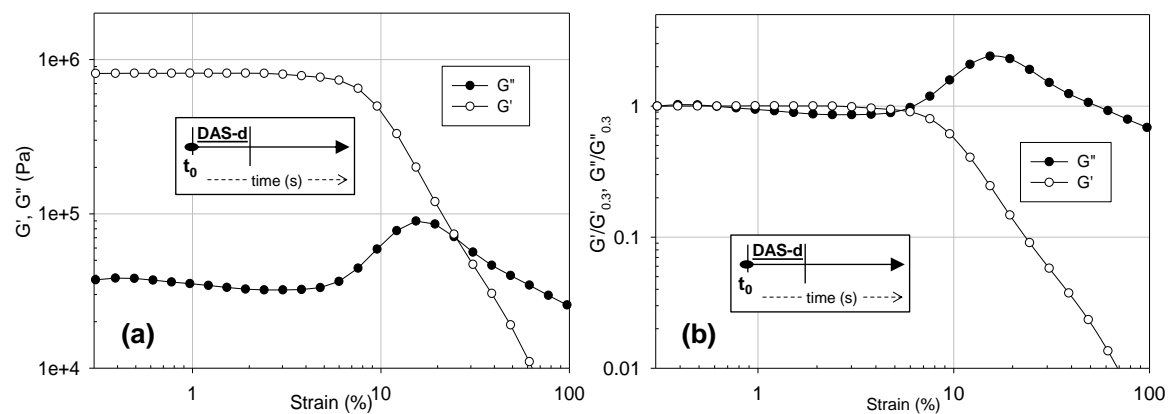 G', G'' (Pa)
1e+6
1e+5
1e+4
G''
G'
DAS-d
t0
time (s)
(a)
1
10
100
Strain (%)
G'/G'0.3, G''/G''0.3
1
0.1
0.01
G''
G'
DAS-d
t0
time (s)
(b)
1
10
100
Strain (%)